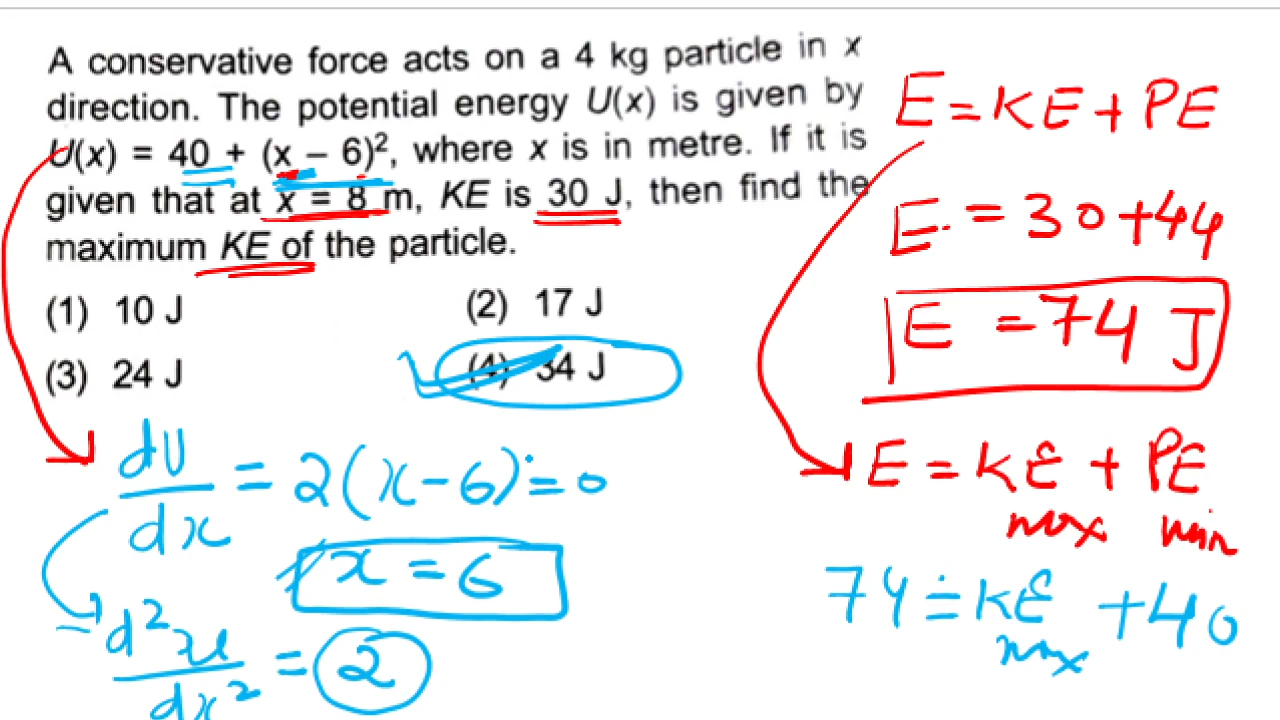 A conservative force acts on a 4 kg particle in x
direction. The potential energy U(x) is given by
U(x) = 40 + (x – 6)², where x is in metre. If it is
given that at x = 8 m, KE is 30 J, then find the
maximum KE of the particle.
(1) 10 J
(2) 17 J
(3) 24 J
(4) 34 J
dU/dx = 2(x-6) = 0
x = 6
d²u/dx² = 2
E = KE + PE
E = 30+44
E = 74 J
E = KE + PE
max min
74 = KE + 40
max